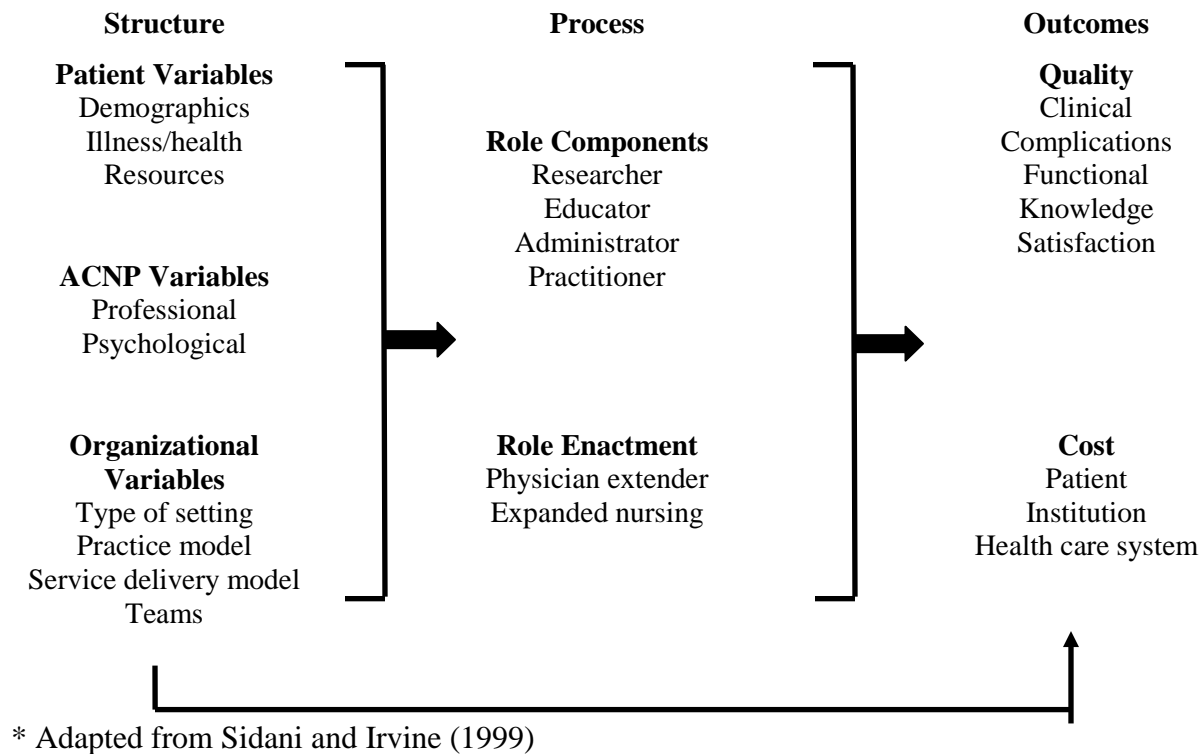 Structure
Patient Variables
Demographics
Illness/health
Resources
ACNP Variables
Professional
Psychological
Organizational
Variables
Type of setting
Practice model
Service delivery model
Teams
Process
Role Components
Researcher
Educator
Administrator
Practitioner
Role Enactment
Physician extender
Expanded nursing
Outcomes
Quality
Clinical
Complications
Functional
Knowledge
Satisfaction
Cost
Patient
Institution
Health care system
* Adapted from Sidani and Irvine (1999)